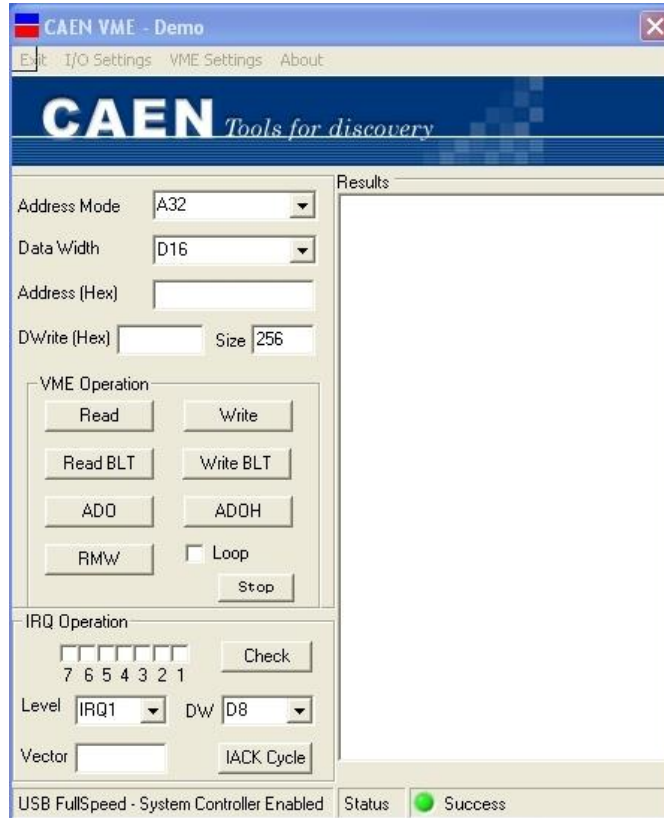 CAEN VME - Demo
Exit I/O Settings VME Settings About
CAEN Tools for discovery
Results
Address Mode A32
Data Width D16
Address (Hex)
DWrite (Hex) Size 256
VME Operation
Read Write
Read BLT Write BLT
ADO ADOH
RMW Loop
Stop
IRQ Operation
Check
7 6 5 4 3 2 1
Level IRQ1 DW D8
Vector IACK Cycle
USB FullSpeed - System Controller Enabled Status Success